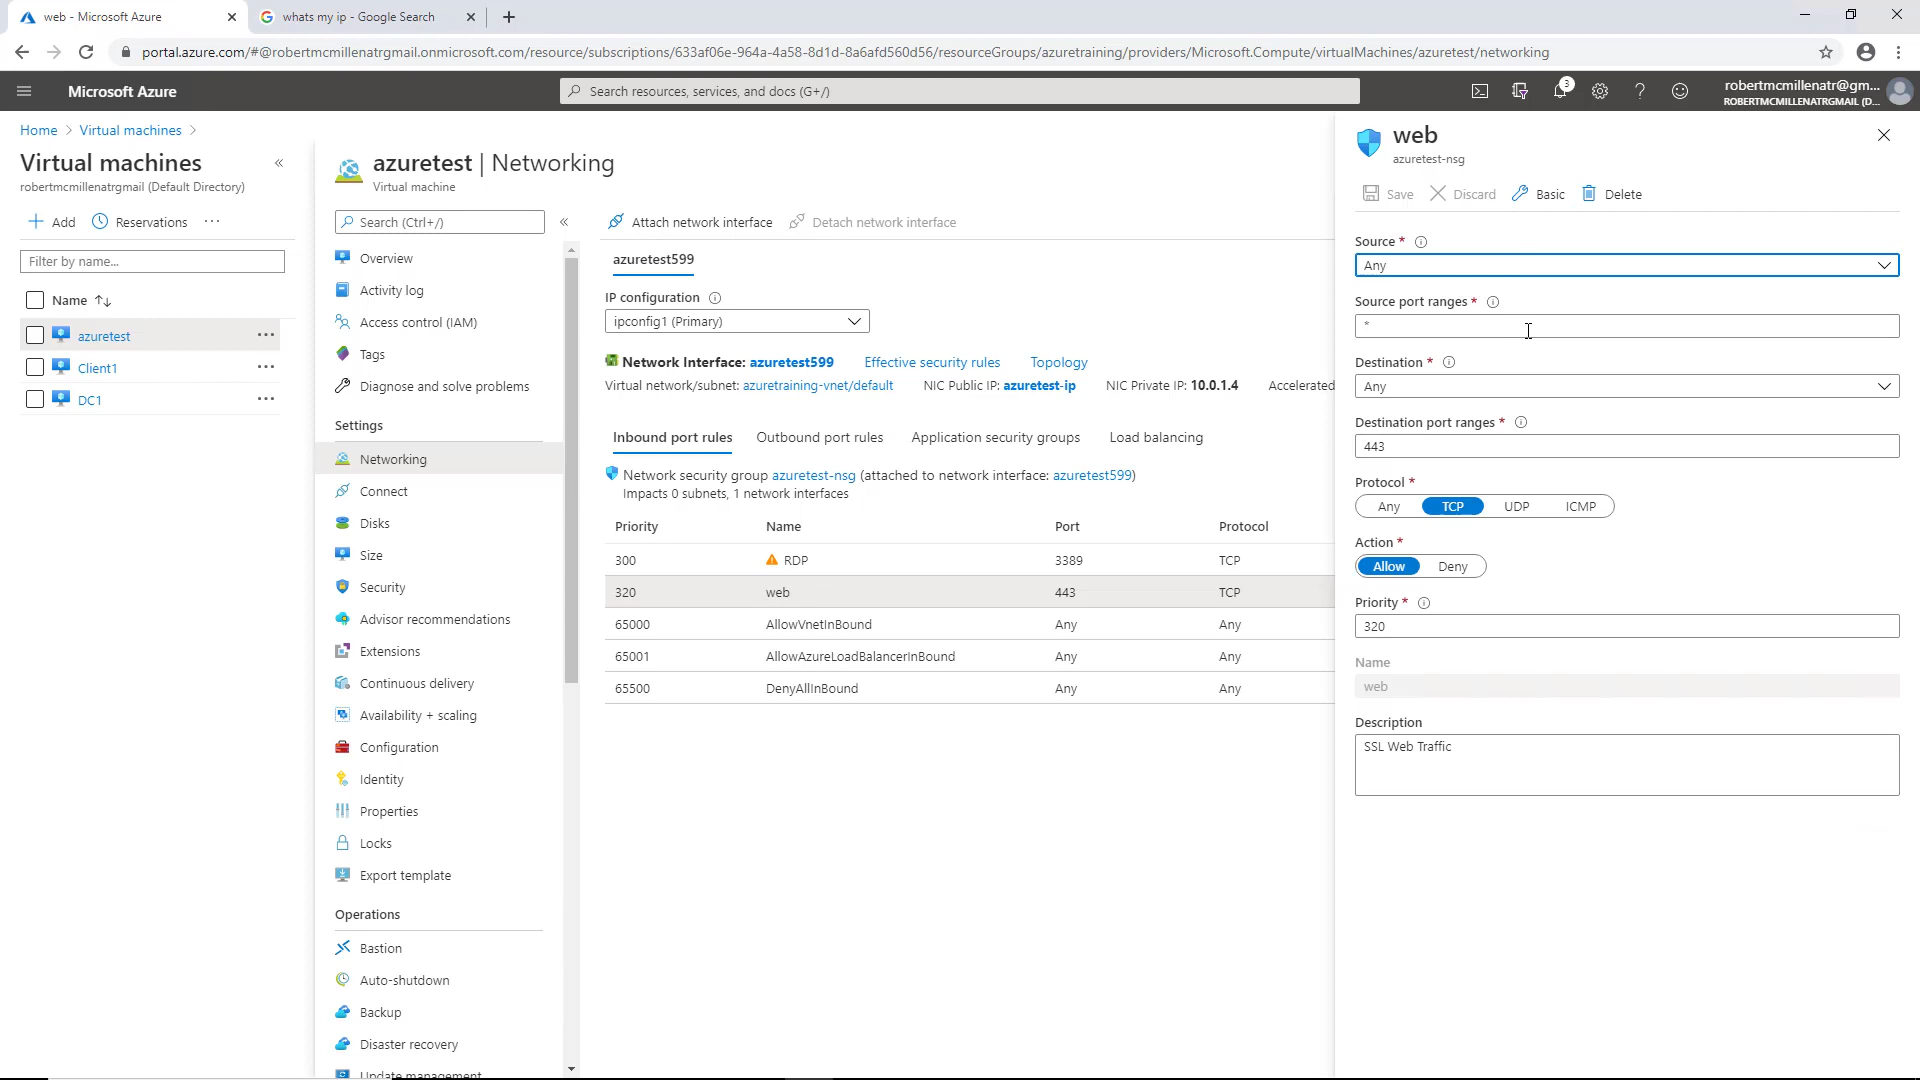 web - Microsoft Azure
whats my ip - Google Search
portal.azure.com/#@robertmcmillenatrgmail.onmicrosoft.com/resource/subscriptions/633af06e-964a-4a58-8d1d-8a6afd560d56/resourceGroups/azuretraining/providers/Microsoft.Compute/virtualMachines/azuretest/networking
Microsoft Azure
Search resources, services, and docs (G+/)
3
robertmcmillenatr@gm...
ROBERTMCMILLENATRGMAIL (D...
Home > Virtual machines >
Virtual machines
robertmcmillenatrgmail (Default Directory)
Add
Reservations
Filter by name...
Name
azuretest
Client1
DC1
azuretest | Networking
Virtual machine
Search (Ctrl+/)
Overview
Activity log
Access control (IAM)
Tags
Diagnose and solve problems
Settings
Networking
Connect
Disks
Size
Security
Advisor recommendations
Extensions
Continuous delivery
Availability + scaling
Configuration
Identity
Properties
Locks
Export template
Operations
Bastion
Auto-shutdown
Backup
Disaster recovery
Update management
Attach network interface
Detach network interface
azuretest599
IP configuration
ipconfig1 (Primary)
Network Interface: azuretest599 Effective security rules Topology
Virtual network/subnet: azuretraining-vnet/default NIC Public IP: azuretest-ip NIC Private IP: 10.0.1.4 Accelerated
Inbound port rules Outbound port rules Application security groups Load balancing
Network security group azuretest-nsg (attached to network interface: azuretest599)
Impacts 0 subnets, 1 network interfaces
Priority Name Port Protocol
300 RDP 3389 TCP
320 web 443 TCP
65000 AllowVnetInBound Any Any
65001 AllowAzureLoadBalancerInBound Any Any
65500 DenyAllInBound Any Any
web
azuretest-nsg
Save Discard Basic Delete
Source *
Any
Source port ranges *
*
Destination *
Any
Destination port ranges *
443
Protocol *
Any TCP UDP ICMP
Action *
Allow Deny
Priority *
320
Name
web
Description
SSL Web Traffic